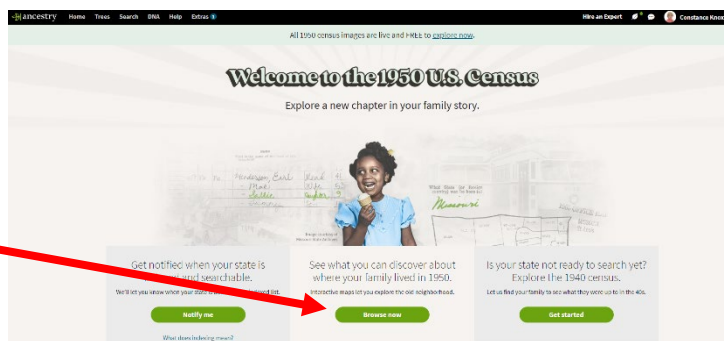 ancestry Home Trees Search DNA Help Extras Hire an Expert Constance Knox
All 1950 census images are live and FREE to explore now.
Welcome to the 1950 U.S. Census
Explore a new chapter in your family story.
Head
Wife
Missouri
Get notified when your state is
and searchable.
We'll let you know when your state is list.
Notify me
What does indexing mean?
See what you can discover about
where your family lived in 1950.
Interactive maps let you explore the old neighborhood.
Browse now
Is your state not ready to search yet?
Explore the 1940 census.
Let us find your family to see what they were up to in the 40s.
Get started